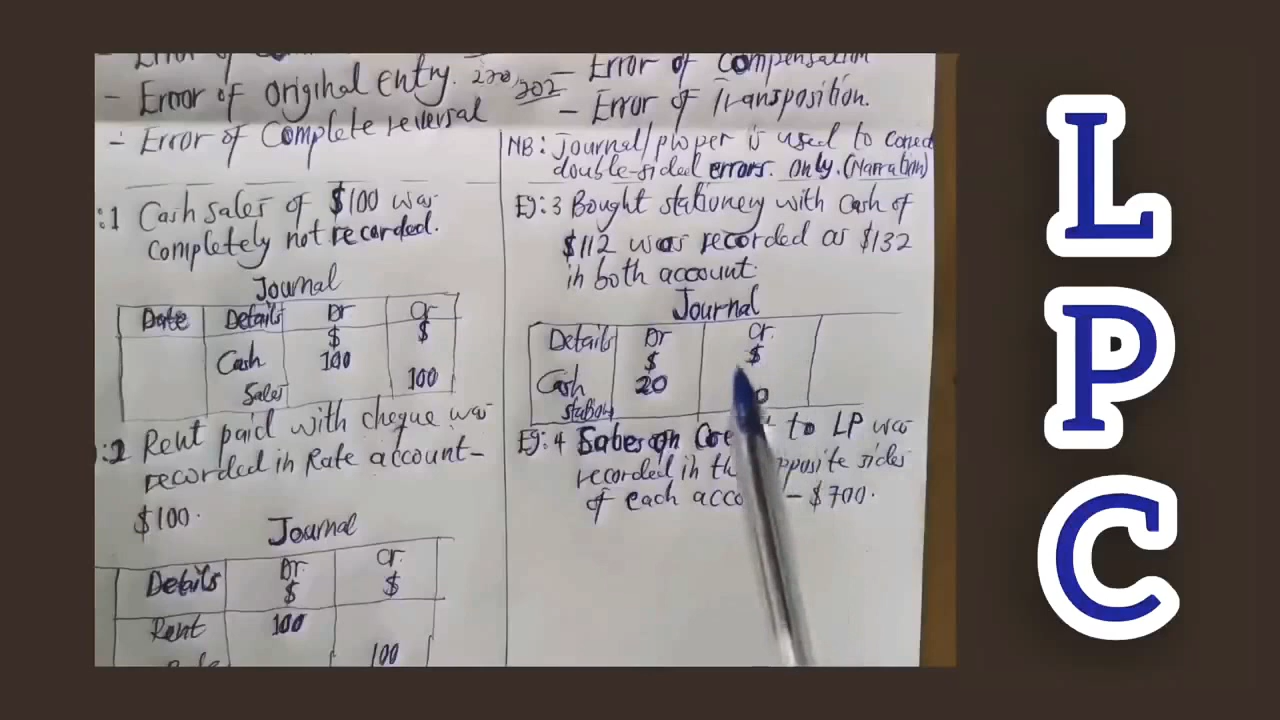 - Error of
- Error of original entry. 220, 202
- Error of Complete reversal
- Error of Compensation
- Error of Transposition.
NB: Journal/proper is used to correct
double-sided errors. only. (Narration)
:1 Cash sales of $100 was
completely not recorded.
Journal
Date Details Dr Cr
$ $
Cash 100
Sales 100
:2 Rent paid with cheque was
recorded in Rate account-
$100.
Journal
Details Dr Cr.
$ $
Rent 100
100
Eg: 3 Bought stationery with cash of
$112 was recorded as $132
in both account.
Journal
Details Dr Cr.
$ $
Cash 20
Eg: 4 Sales on to LP was
recorded in the opposite sides
of each - $700.
L
P
C